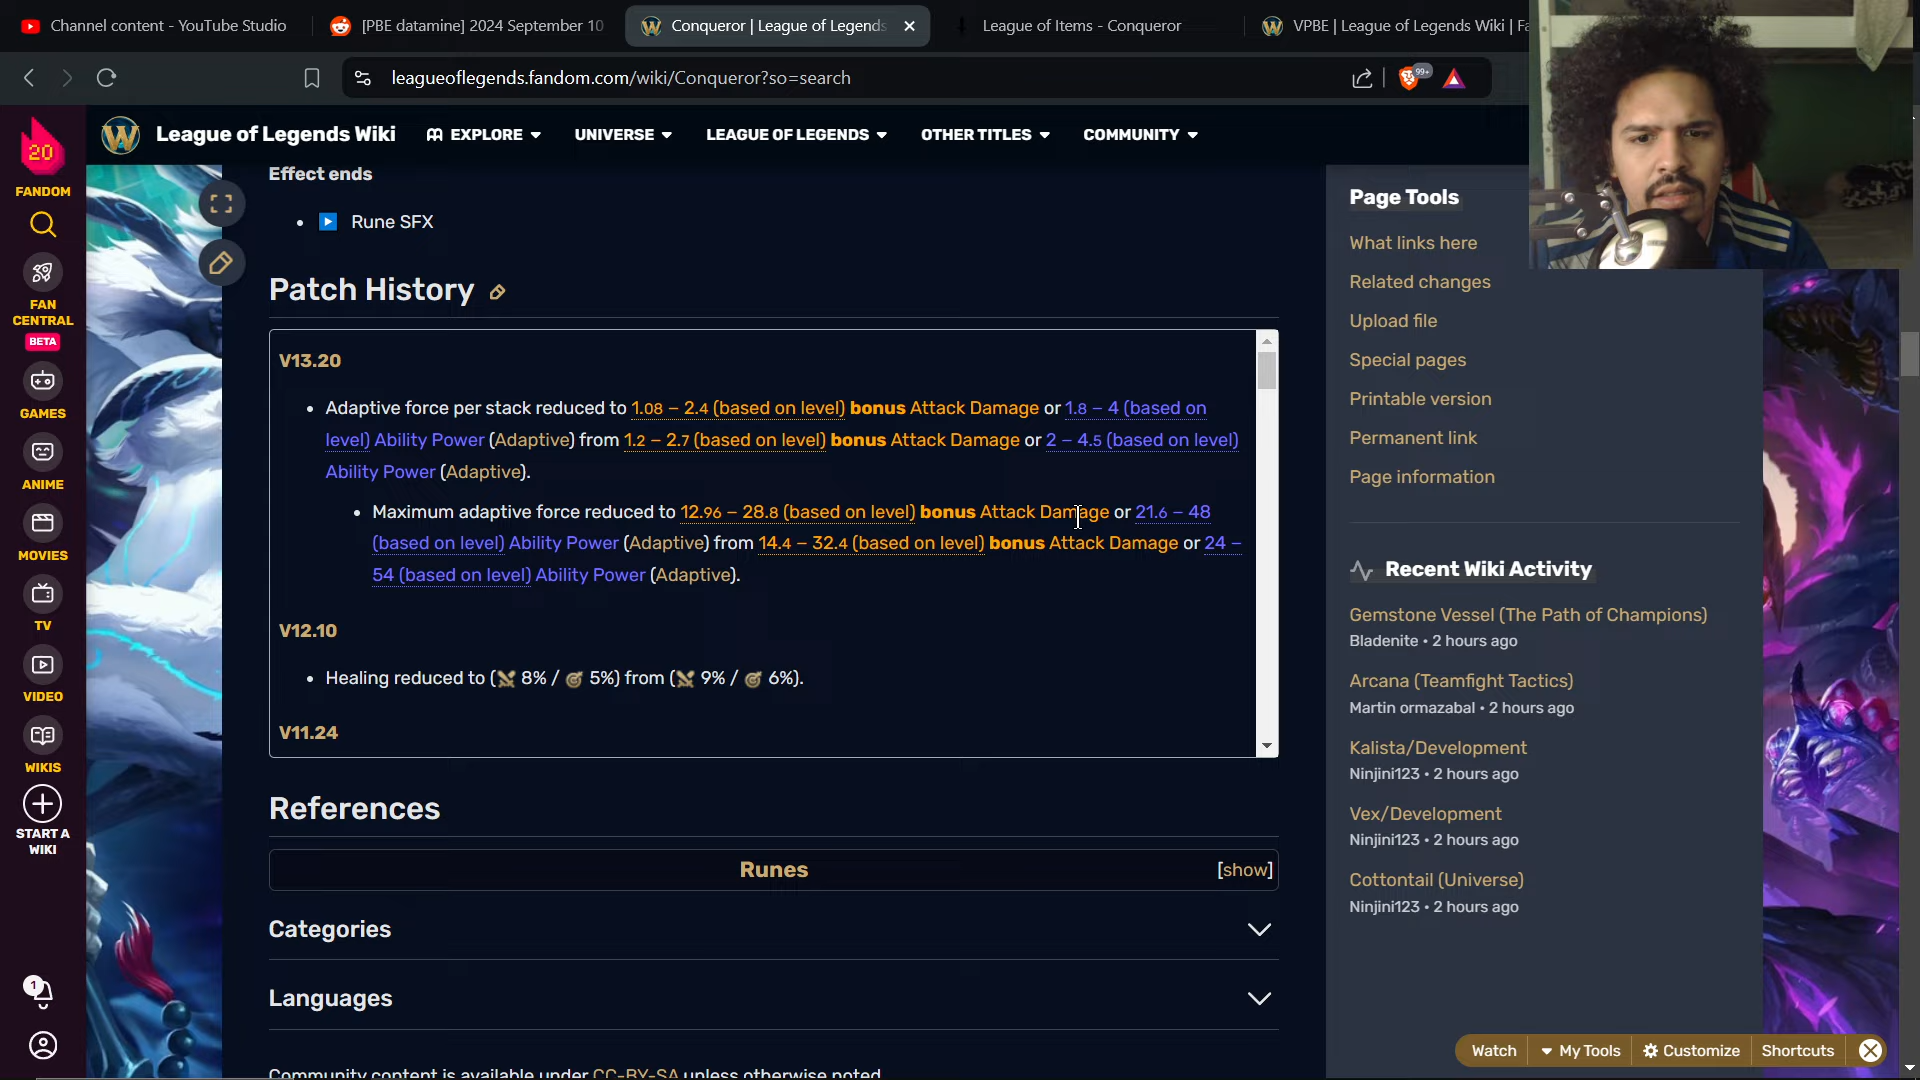 Channel content - YouTube Studio
[PBE datamine] 2024 September 10
Conqueror | League of Legends
League of Items - Conqueror
VPBE | League of Legends Wiki | Fa
leagueoflegends.fandom.com/wiki/Conqueror?so=search
99+
20
FANDOM
FAN
CENTRAL
BETA
GAMES
ANIME
MOVIES
TV
VIDEO
WIKIS
START A
WIKI
1
League of Legends Wiki
EXPLORE
UNIVERSE
LEAGUE OF LEGENDS
OTHER TITLES
COMMUNITY
Effect ends
• Rune SFX
Patch History
V13.20
• Adaptive force per stack reduced to 1.08 – 2.4 (based on level) bonus Attack Damage or 1.8 – 4 (based on
level) Ability Power (Adaptive) from 1.2 – 2.7 (based on level) bonus Attack Damage or 2 – 4.5 (based on level)
Ability Power (Adaptive).
• Maximum adaptive force reduced to 12.96 – 28.8 (based on level) bonus Attack Damage or 21.6 – 48
(based on level) Ability Power (Adaptive) from 14.4 – 32.4 (based on level) bonus Attack Damage or 24 –
54 (based on level) Ability Power (Adaptive).
V12.10
• Healing reduced to (8% / 5%) from (9% / 6%).
V11.24
References
Runes
[show]
Categories
Languages
Community content is available under CC-BY-SA unless otherwise noted.
Page Tools
What links here
Related changes
Upload file
Special pages
Printable version
Permanent link
Page information
Recent Wiki Activity
Gemstone Vessel (The Path of Champions)
Bladenite • 2 hours ago
Arcana (Teamfight Tactics)
Martin ormazabal • 2 hours ago
Kalista/Development
Ninjini123 • 2 hours ago
Vex/Development
Ninjini123 • 2 hours ago
Cottontail (Universe)
Ninjini123 • 2 hours ago
Watch
My Tools
Customize
Shortcuts